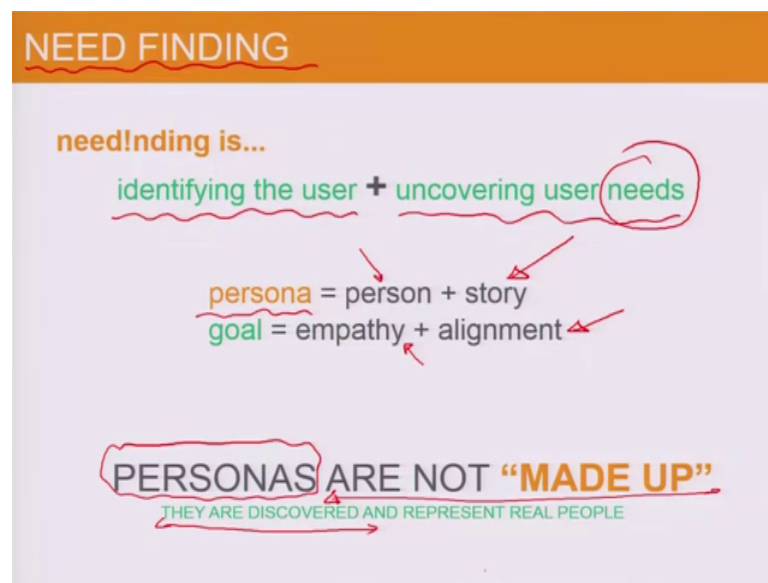 NEED FINDING
need!nding is...
identifying the user + uncovering user needs
persona = person + story
goal = empathy + alignment
PERSONAS ARE NOT “MADE UP”
THEY ARE DISCOVERED AND REPRESENT REAL PEOPLE